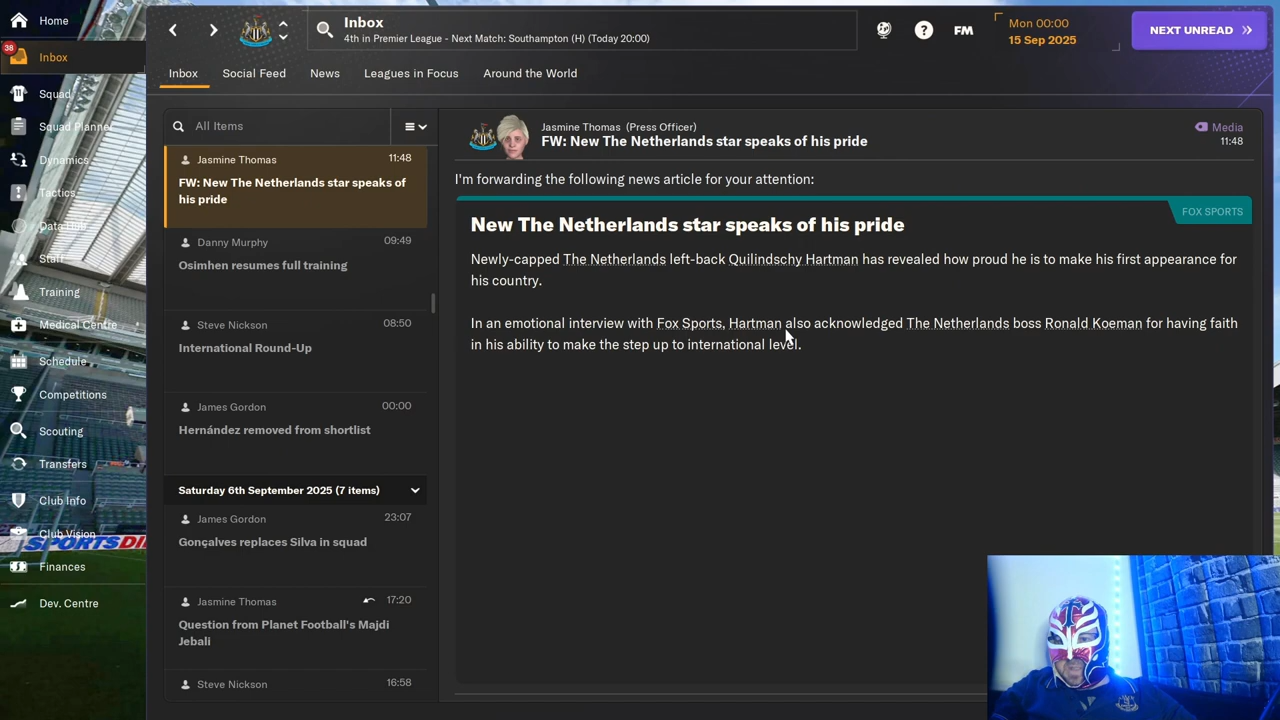 Home
38
Inbox
Squad
Squad Planner
Dynamics
Tactics
Data Hub
Staff
Training
Medical Centre
Schedule
Competitions
Scouting
Transfers
Club Info
Club Vision
SPORTSDI
Finances
Dev. Centre
Inbox
4th in Premier League - Next Match: Southampton (H) (Today 20:00)
?
FM
Mon 00:00
15 Sep 2025
NEXT UNREAD
Inbox
Social Feed
News
Leagues in Focus
Around the World
All Items
Jasmine Thomas 11:48
FW: New The Netherlands star speaks of
his pride
Danny Murphy 09:49
Osimhen resumes full training
Steve Nickson 08:50
International Round-Up
James Gordon 00:00
Hernández removed from shortlist
Saturday 6th September 2025 (7 items)
James Gordon 23:07
Gonçalves replaces Silva in squad
Jasmine Thomas 17:20
Question from Planet Football's Majdi
Jebali
Steve Nickson 16:58
Jasmine Thomas (Press Officer)
FW: New The Netherlands star speaks of his pride
Media
11:48
I'm forwarding the following news article for your attention:
FOX SPORTS
New The Netherlands star speaks of his pride
Newly-capped The Netherlands left-back Quilindschy Hartman has revealed how proud he is to make his first appearance for
his country.
In an emotional interview with Fox Sports, Hartman also acknowledged The Netherlands boss Ronald Koeman for having faith
in his ability to make the step up to international level.